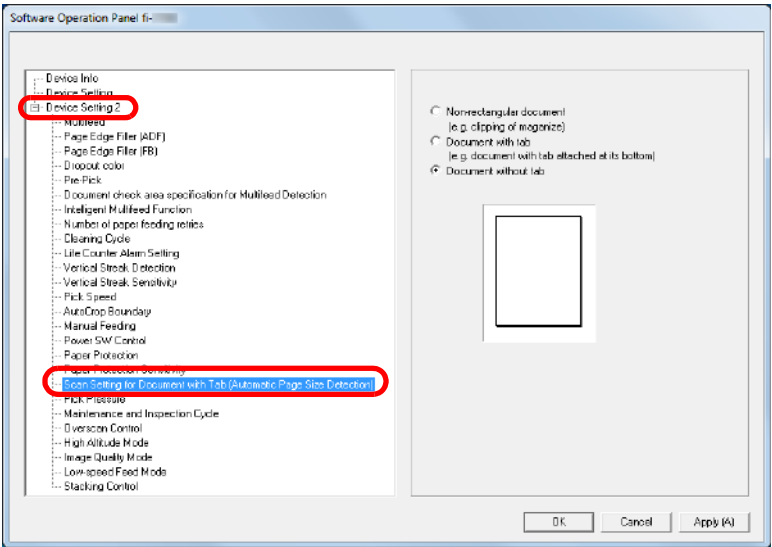 Software Operation Panel fi-
Device Info
Device Setting
Device Setting 2
Multifeed
Page Edge Filler (ADF)
Page Edge Filler (FB)
Dropout color
Pre-Pick
Document check area specification for Multifeed Detection
Intelligent Multifeed Function
Number of paper feeding retries
Cleaning Cycle
Life Counter Alarm Setting
Vertical Streak Detection
Vertical Streak Sensitivity
Pick Speed
AutoCrop Boundary
Manual Feeding
Power SW Control
Paper Protection
Paper Protection Sensitivity
Scan Setting for Document with Tab (Automatic Page Size Detection)
Pick Pressure
Maintenance and Inspection Cycle
Overscan Control
High Altitude Mode
Image Quality Mode
Low-speed Feed Mode
Stacking Control
Non-rectangular document
(e.g. clipping of maganize)
Document with tab
(e.g. document with tab attached at its bottom)
Document without tab
OK Cancel Apply (A)